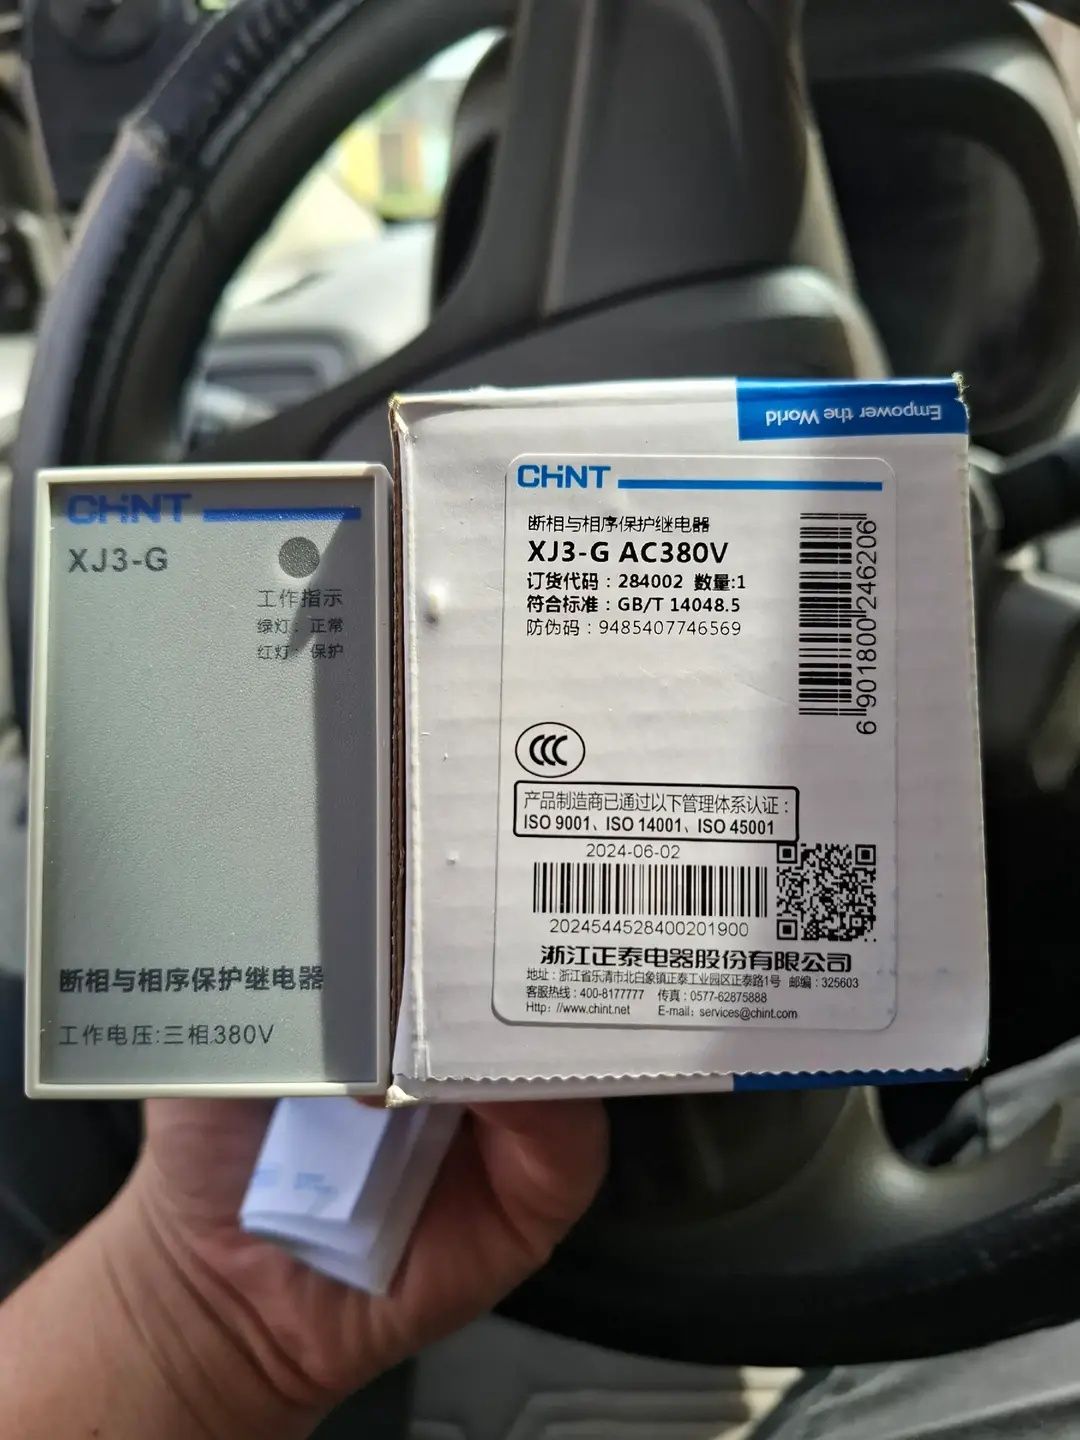 CHINT
XJ3-G
工作指示
绿灯：正常
红灯：保护
断相与相序保护继电器
工作电压:三相380V
Empower the World
CHINT
断相与相序保护继电器
XJ3-G AC380V
订货代码：284002 数量:1
符合标准：GB/T 14048.5
防伪码：9485407746569
6901800246206
CCC
产品制造商已通过以下管理体系认证：
ISO 9001、ISO 14001、ISO 45001
2024-06-02
2024544528400201900
浙江正泰电器股份有限公司
地址：浙江省乐清市北白象镇正泰工业园区正泰路1号 邮编：325603
客服热线：400-8177777 传真：0577-62875888
Http：//www.chint.net E-mail：services@chint.com